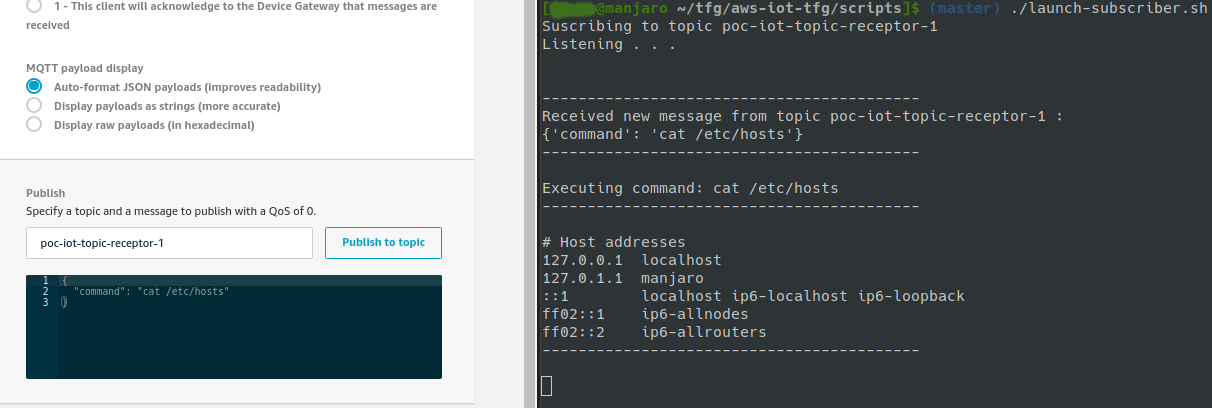 1 - This client will acknowledge to the Device Gateway that messages are
received
MQTT payload display
Auto-format JSON payloads (improves readability)
Display payloads as strings (more accurate)
Display raw payloads (in hexadecimal)
Publish
Specify a topic and a message to publish with a QoS of 0.
poc-iot-topic-receptor-1
Publish to topic
1 {
2 "command": "cat /etc/hosts"
3 }
[@manjaro ~/tfg/aws-iot-tfg/scripts]$ (master) ./launch-subscriber.sh
Suscribing to topic poc-iot-topic-receptor-1
Listening . . .
------------------------------------------
Received new message from topic poc-iot-topic-receptor-1 :
{'command': 'cat /etc/hosts'}
------------------------------------------
Executing command: cat /etc/hosts
------------------------------------------
# Host addresses
127.0.0.1  localhost
127.0.1.1  manjaro
::1        localhost ip6-localhost ip6-loopback
ff02::1    ip6-allnodes
ff02::2    ip6-allrouters
------------------------------------------